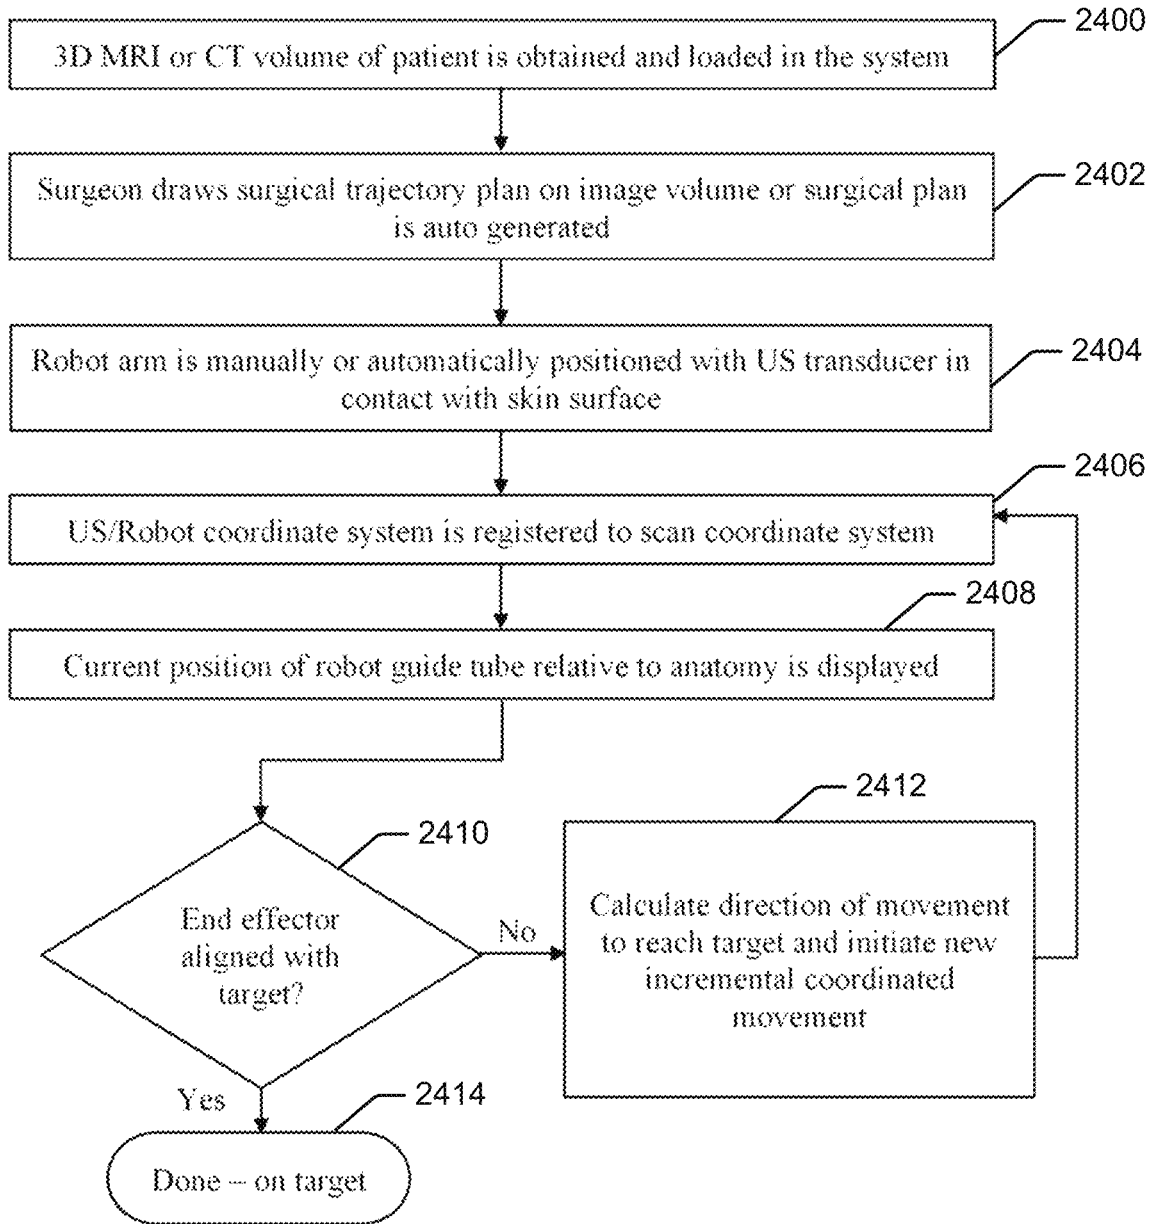 2400
3D MRI or CT volume of patient is obtained and loaded in the system
2402
Surgeon draws surgical trajectory plan on image volume or surgical plan
is auto generated
2404
Robot arm is manually or automatically positioned with US transducer in
contact with skin surface
2406
US/Robot coordinate system is registered to scan coordinate system
2408
Current position of robot guide tube relative to anatomy is displayed
2410
End effector
aligned with
target?
No
2412
Calculate direction of movement
to reach target and initiate new
incremental coordinated
movement
Yes
2414
Done – on target